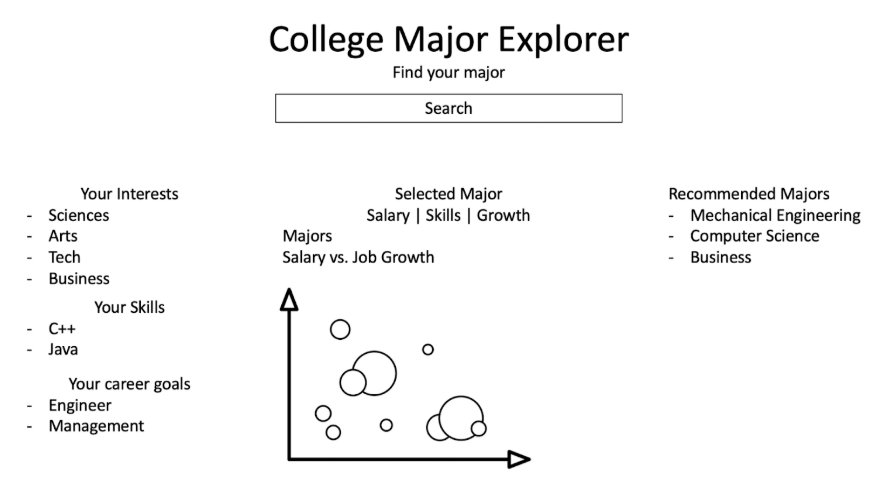 College Major Explorer
Find your major
Search
Your Interests
- Sciences
- Arts
- Tech
- Business
Your Skills
- C++
- Java
Your career goals
- Engineer
- Management
Selected Major
Salary | Skills | Growth
Majors
Salary vs. Job Growth
Recommended Majors
- Mechanical Engineering
- Computer Science
- Business